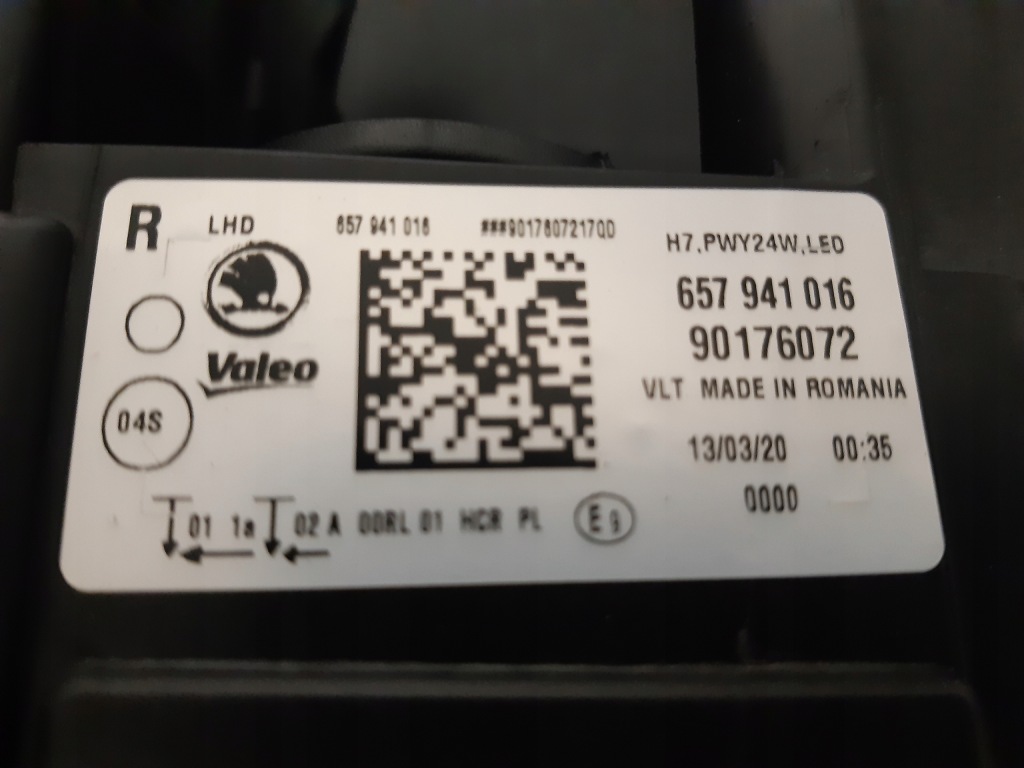 R
LHD 657 941 016 ###90176072170D
H7,PWY24W,LED
657 941 016
90176072
Valeo
VLT MADE IN ROMANIA
04S
13/03/20 00:35
0000
01 1a 02 A 00RL 01 HCR PL E9